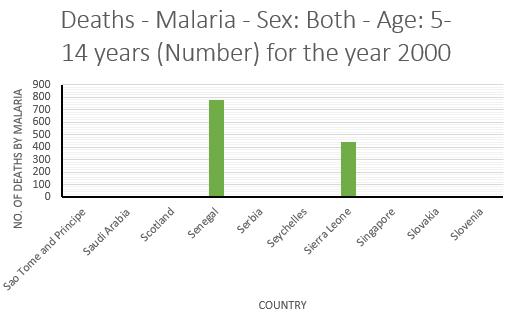 Deaths - Malaria - Sex: Both - Age: 5-
14 years (Number) for the year 2000
NO. OF DEATHS BY MALARIA
900
800
700
600
500
400
300
200
100
0
Sao Tome and Principe
Saudi Arabia
Scotland
Senegal
Serbia
Seychelles
Sierra Leone
Singapore
Slovakia
Slovenia
COUNTRY